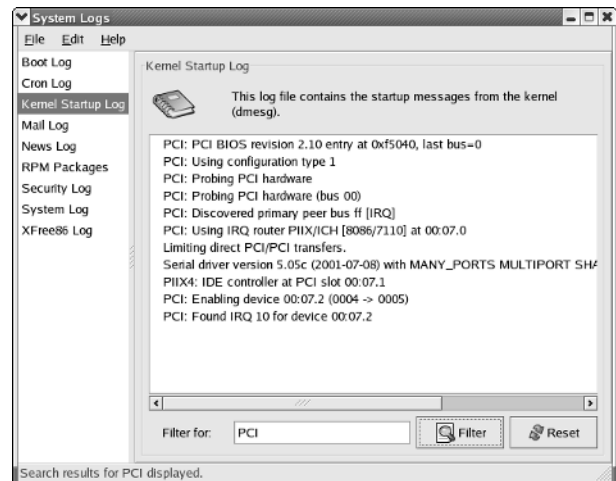 System Logs
File Edit Help
Boot Log
Cron Log
Kernel Startup Log
Mail Log
News Log
RPM Packages
Security Log
System Log
XFree86 Log
Kernel Startup Log
This log file contains the startup messages from the kernel
(dmesg).
PCI: PCI BIOS revision 2.10 entry at 0xf5040, last bus=0
PCI: Using configuration type 1
PCI: Probing PCI hardware
PCI: Probing PCI hardware (bus 00)
PCI: Discovered primary peer bus ff [IRQ]
PCI: Using IRQ router PIIX/ICH [8086/7110] at 00:07.0
Limiting direct PCI/PCI transfers.
Serial driver version 5.05c (2001-07-08) with MANY_PORTS MULTIPORT SHA
PIIX4: IDE controller at PCI slot 00:07.1
PCI: Enabling device 00:07.2 (0004 -> 0005)
PCI: Found IRQ 10 for device 00:07.2
Filter for: PCI Filter Reset
Search results for PCI displayed.